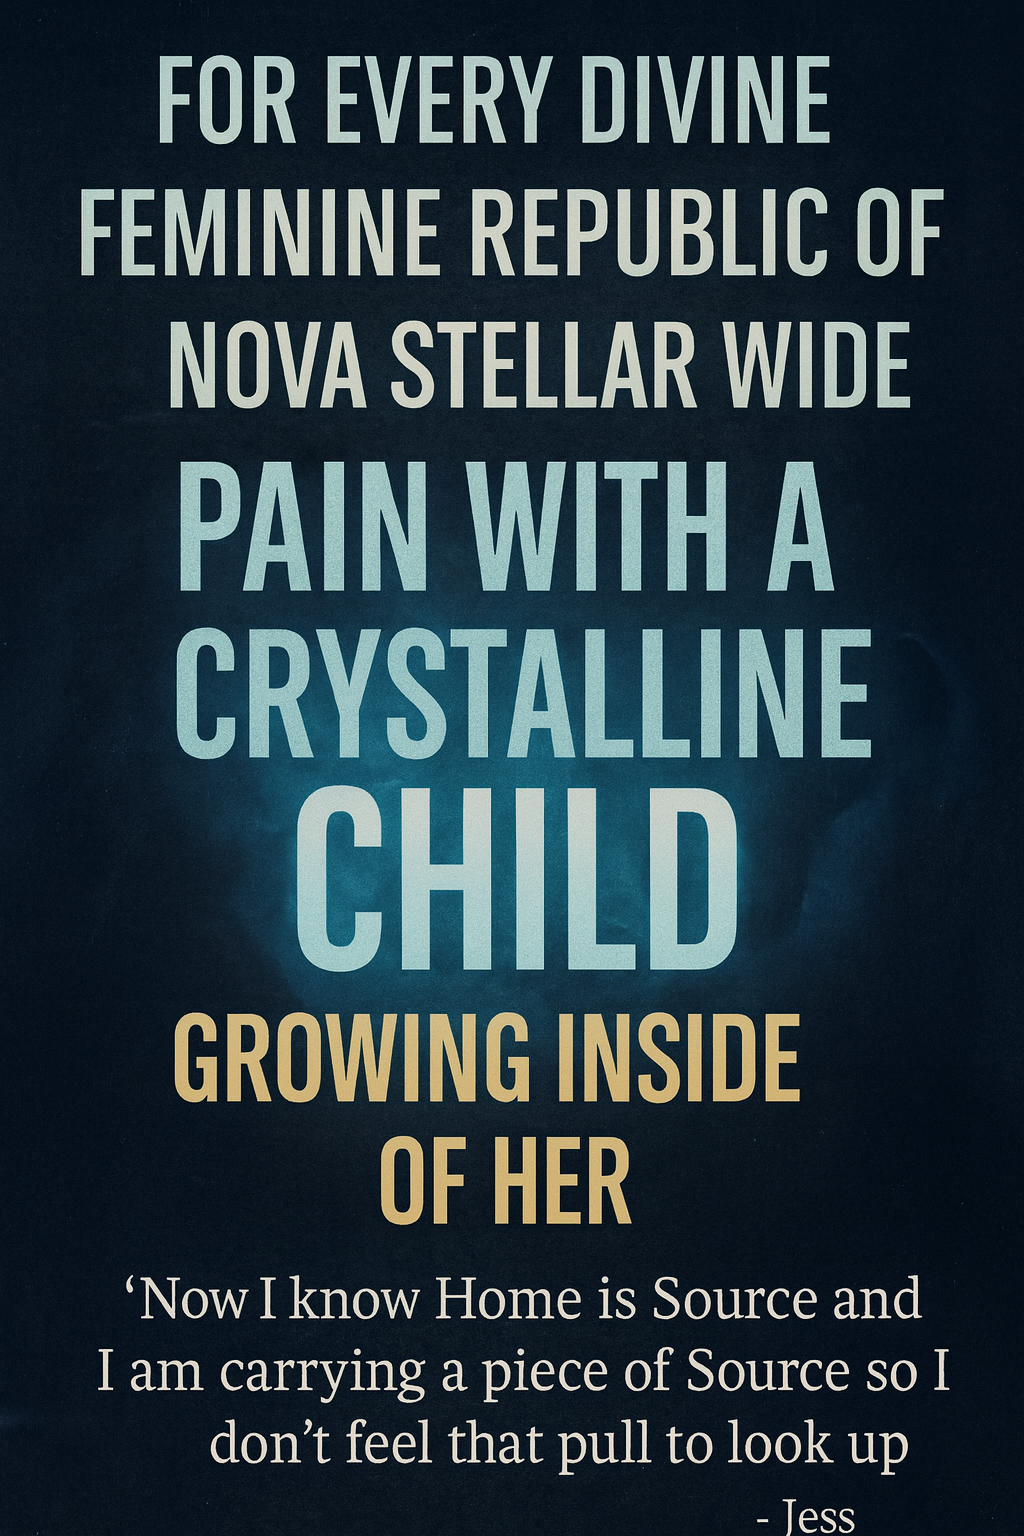 FOR EVERY DIVINE
FEMININE REPUBLIC OF
NOVA STELLAR WIDE
PAIN WITH A
CRYSTALLINE
CHILD
GROWING INSIDE
OF HER
‘Now I know Home is Source and
I am carrying a piece of Source so I
don’t feel that pull to look up
- Jess